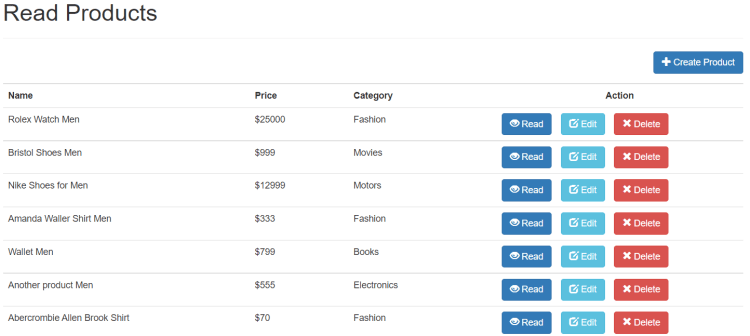 Read Products
Create Product
Name Price Category Action
Rolex Watch Men $25000 Fashion Read Edit Delete
Bristol Shoes Men $999 Movies Read Edit Delete
Nike Shoes for Men $12999 Motors Read Edit Delete
Amanda Waller Shirt Men $333 Fashion Read Edit Delete
Wallet Men $799 Books Read Edit Delete
Another product Men $555 Electronics Read Edit Delete
Abercrombie Allen Brook Shirt $70 Fashion Read Edit Delete